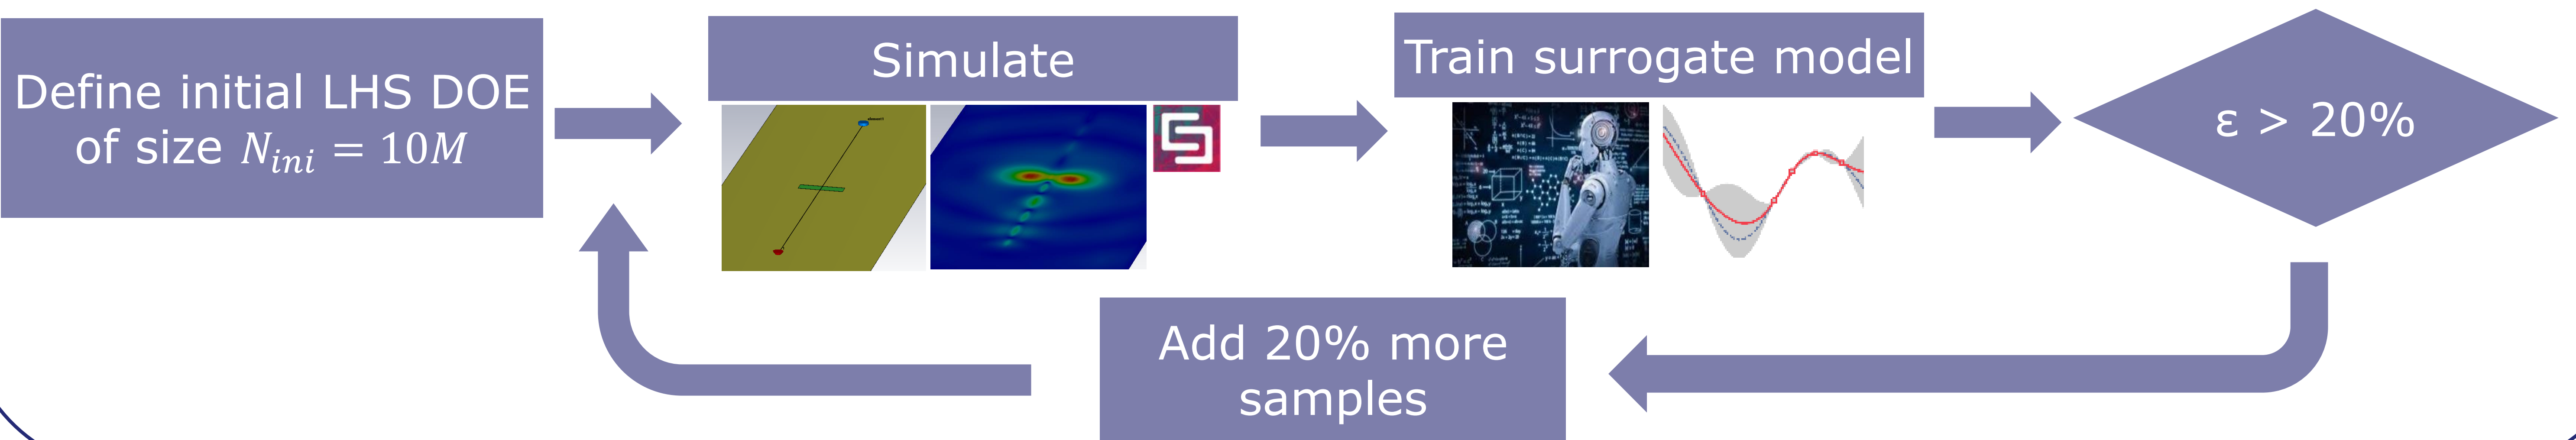 Define initial LHS DOE
of size N_ini = 10M
Simulate
Train surrogate model
ε > 20%
Add 20% more
samples